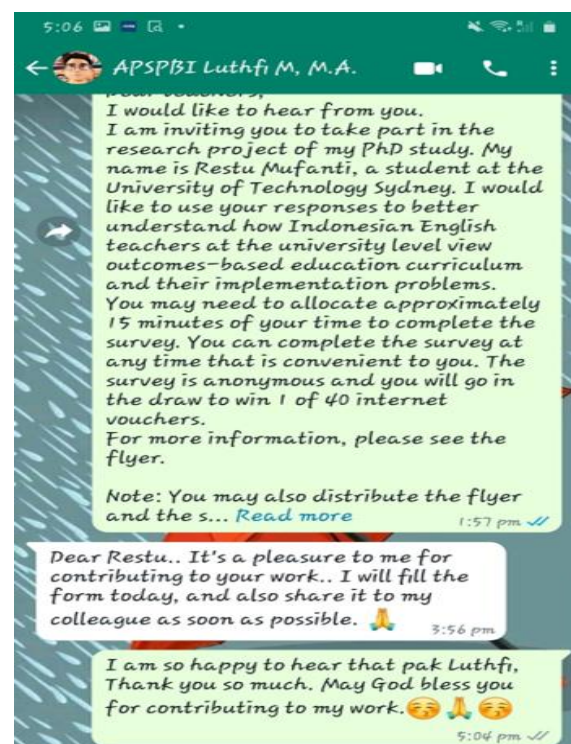 5:06
APSPBI Luthfi M, M.A.
Dear teachers,
I would like to hear from you.
I am inviting you to take part in the
research project of my PhD study. My
name is Restu Mufanti, a student at the
University of Technology Sydney. I would
like to use your responses to better
understand how Indonesian English
teachers at the university level view
outcomes-based education curriculum
and their implementation problems.
You may need to allocate approximately
15 minutes of your time to complete the
survey. You can complete the survey at
any time that is convenient to you. The
survey is anonymous and you will go in
the draw to win 1 of 40 internet
vouchers.
For more information, please see the
flyer.
Note: You may also distribute the flyer
and the s... Read more
1:57 pm
Dear Restu.. It's a pleasure to me for
contributing to your work.. I will fill the
form today, and also share it to my
colleague as soon as possible. 🙏
3:56 pm
I am so happy to hear that pak Luthfi,
Thank you so much. May God bless you
for contributing to my work.😚🙏😚
5:04 pm